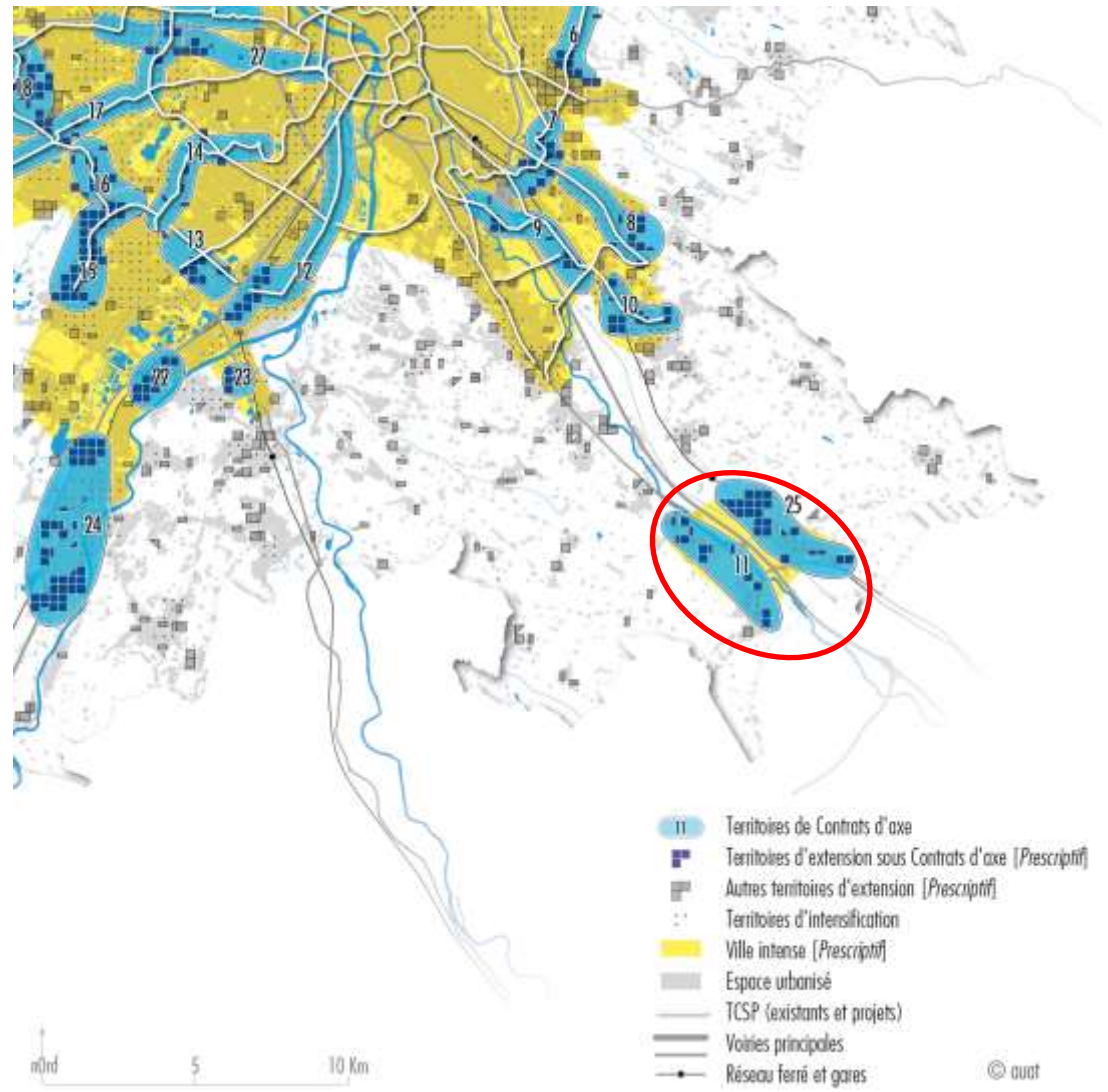 6
27
18
17
7
14
16
8
9
13
12
15
10
22
23
25
24
11
11 Territoires de Contrats d'axe
Territoires d'extension sous Contrats d'axe [Prescriptif]
Autres territoires d'extension [Prescriptif]
Territoires d'intensification
Ville intense [Prescriptif]
Espace urbanisé
TCSP (existants et projets)
Voiries principales
Réseau ferré et gares
n0rd 5 10 Km
© auat